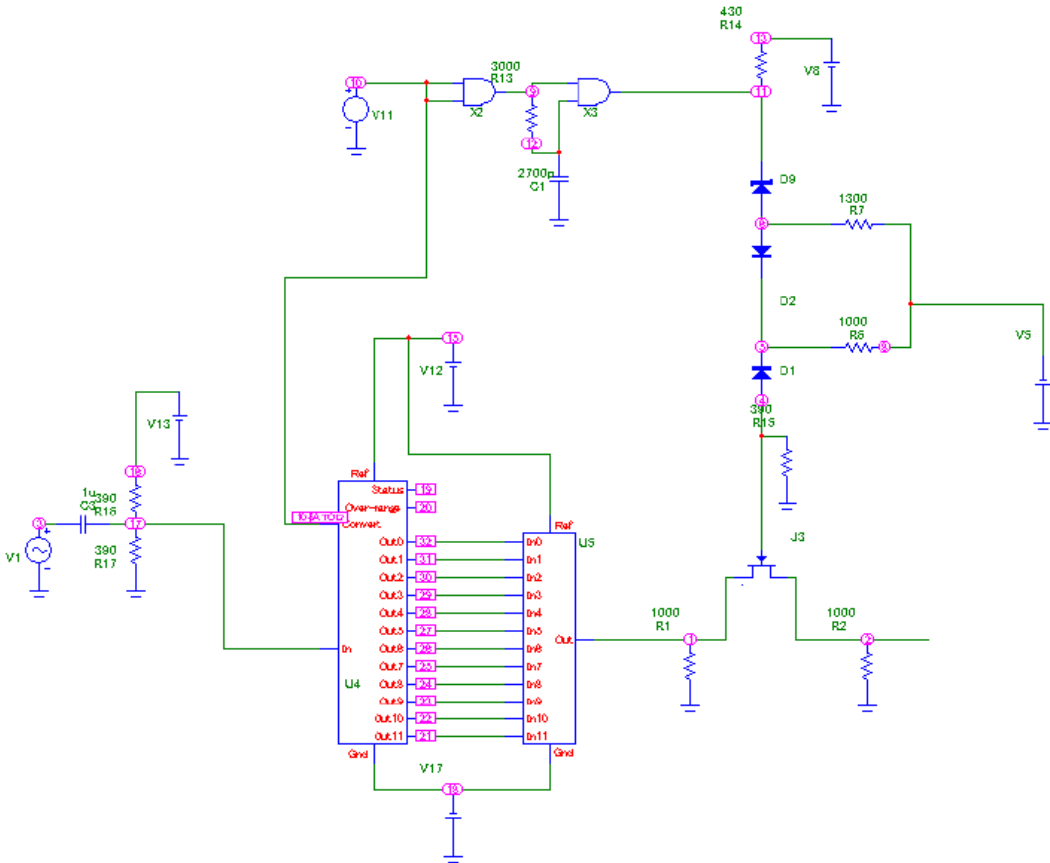 430
R14
13
V8
3000
R13
10
9
11
V11
X2
X3
12
2700p
C1
D9
1300
R7
6
D2
1000
R6
V5
5
8
D1
15
V12
4
390
R15
V13
Ref
18
Status
19
1u
C3
390
R16
Over-range
20
3
17
Convert
Ref
V1
390
R17
Out0
32
In0
U5
J3
Out1
31
In1
Out2
30
In2
Out3
29
In3
Out4
28
In4
1000
R1
1000
R2
Out5
27
In5
Out
1
2
In
Out6
26
In6
Out7
25
In7
U4
Out8
24
In8
Out9
23
In9
Out10
22
In10
Out11
21
In11
Gnd
Gnd
V17